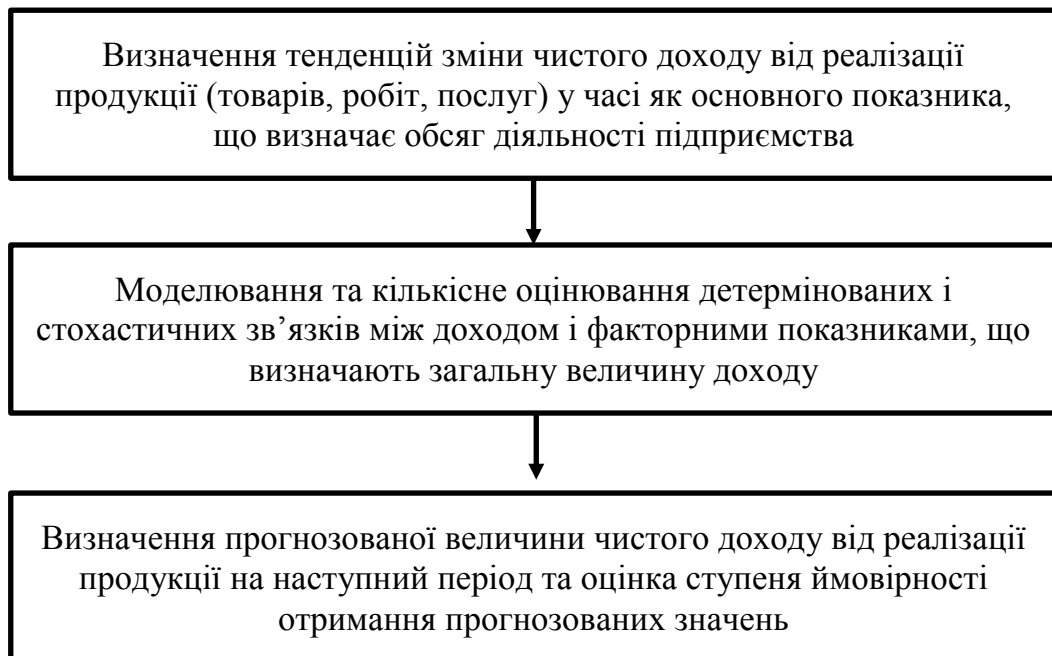 Визначення тенденцій зміни чистого доходу від реалізації
продукції (товарів, робіт, послуг) у часі як основного показника,
що визначає обсяг діяльності підприємства
Моделювання та кількісне оцінювання детермінованих і
стохастичних зв’язків між доходом і факторними показниками, що
визначають загальну величину доходу
Визначення прогнозованої величини чистого доходу від реалізації
продукції на наступний період та оцінка ступеня ймовірності
отримання прогнозованих значень